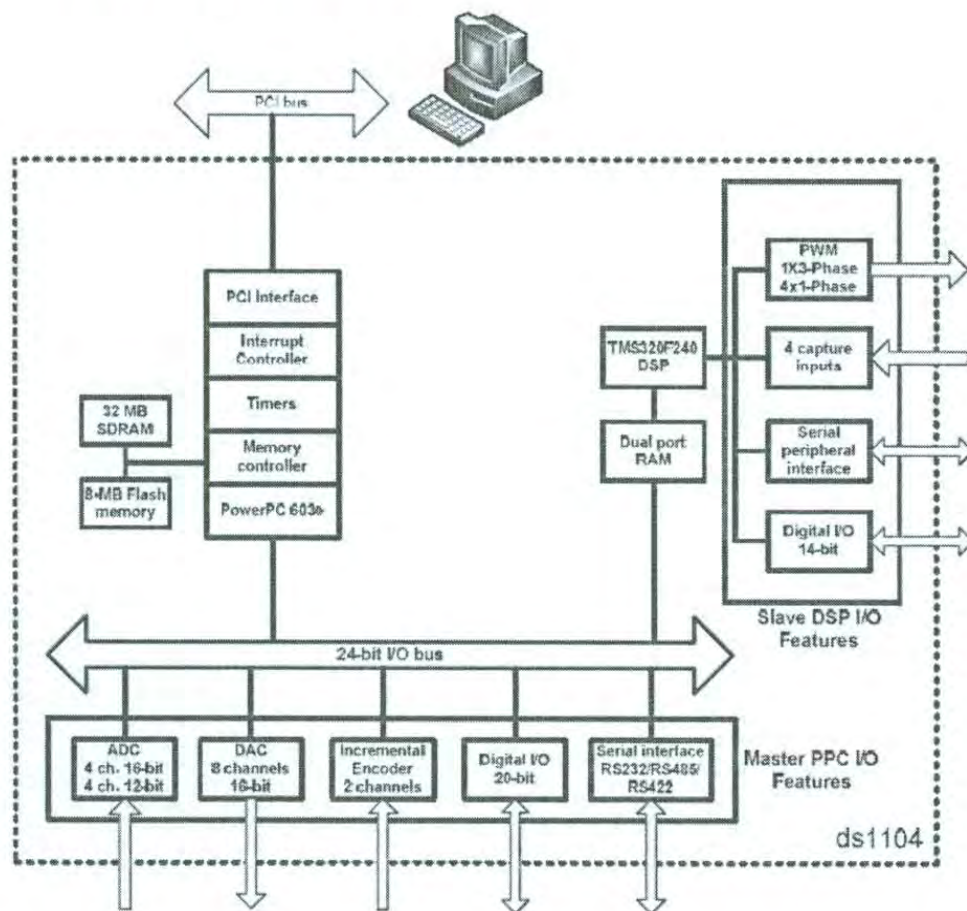 PCI bus
PCI Interface
Interrupt
Controller
Timers
Memory
controller
PowerPC 603e
32 MB
SDRAM
8-MB Flash
memory
TMS320F240
DSP
Dual port
RAM
PWM
1X3-Phase
4x1-Phase
4 capture
inputs
Serial
peripheral
interface
Digital I/O
14-bit
Slave DSP I/O
Features
24-bit I/O bus
ADC
4 ch. 16-bit
4 ch. 12-bit
DAC
8 channels
16-bit
Incremental
Encoder
2 channels
Digital I/O
20-bit
Serial interface
RS232/RS485/
RS422
Master PPC I/O
Features
ds1104